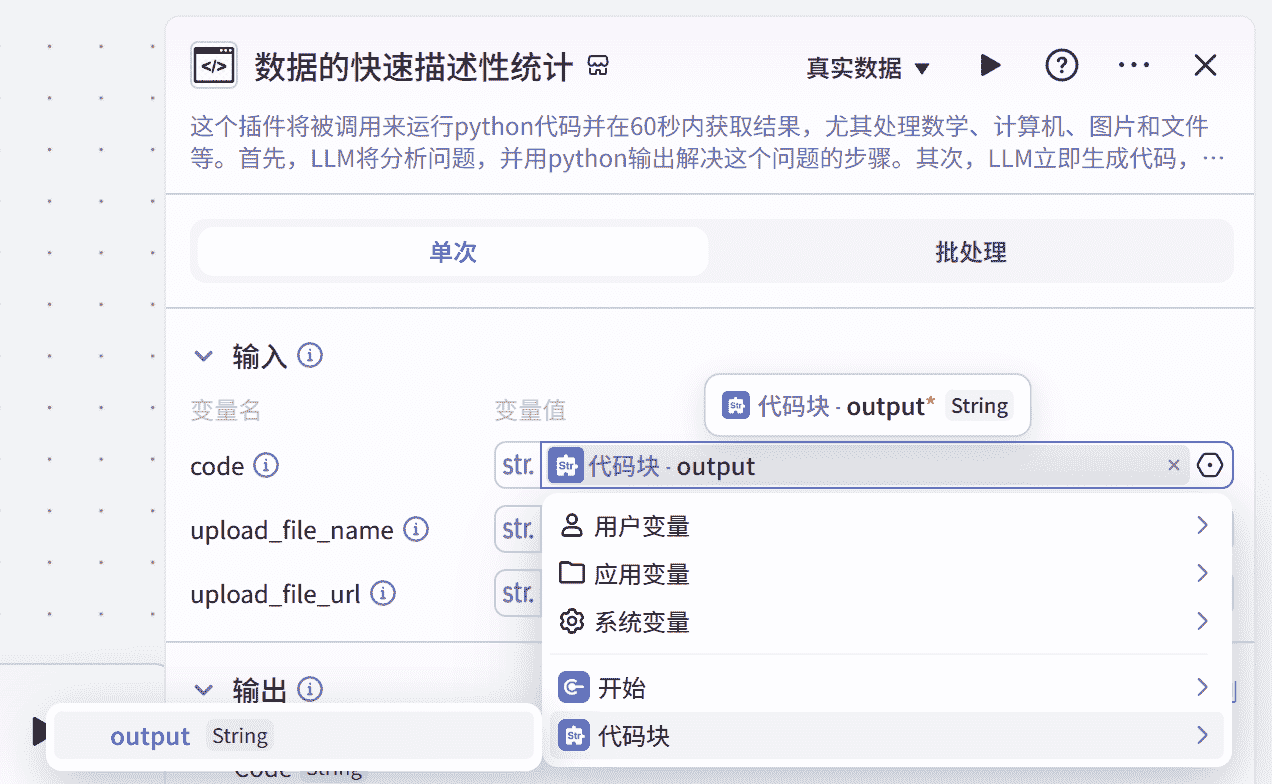 数据的快速描述性统计
真实数据
这个插件将被调用来运行python代码并在60秒内获取结果，尤其处理数学、计算机、图片和文件
等。首先，LLM将分析问题，并用python输出解决这个问题的步骤。其次，LLM立即生成代码，…
单次
批处理
输入
变量名
变量值
代码块 - output* String
code
str.
Str 代码块 - output
upload_file_name
str.
upload_file_url
str.
用户变量
应用变量
系统变量
开始
Str 代码块
输出
output String
Code String